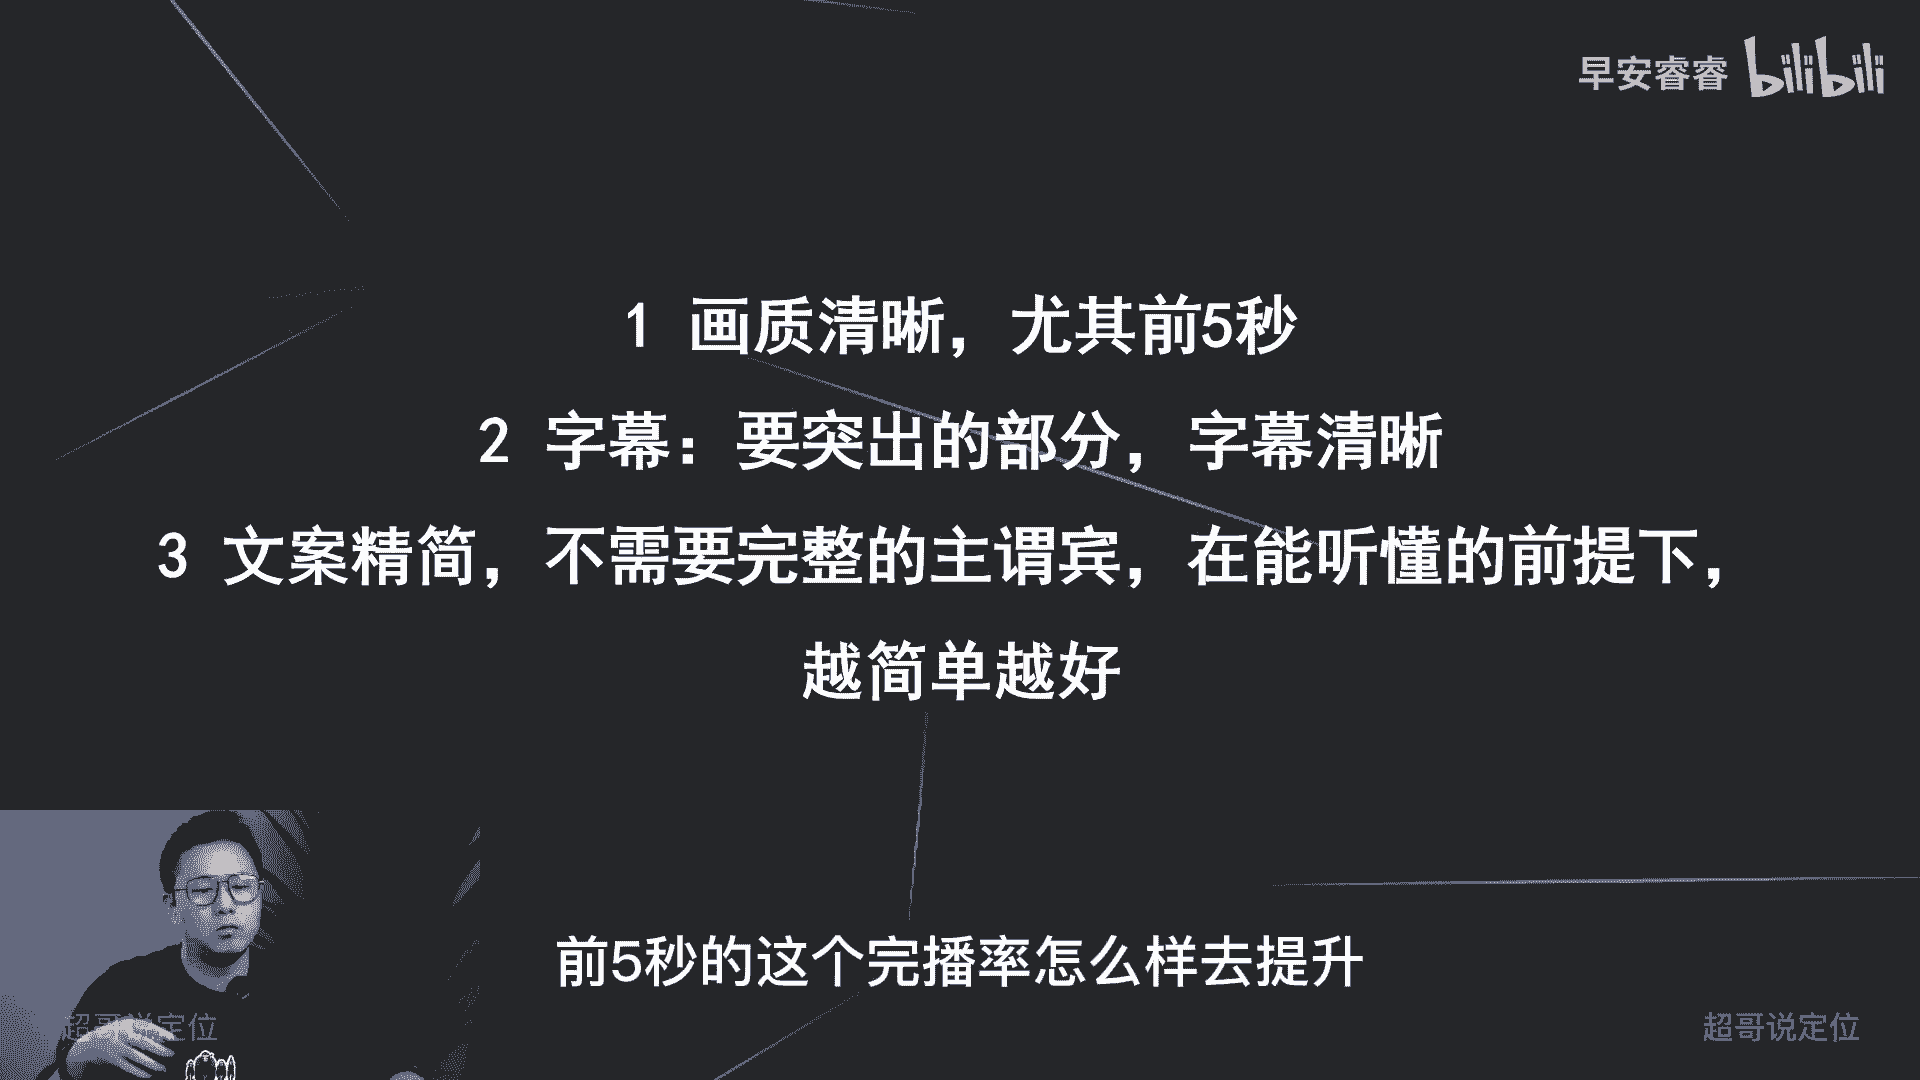 早安睿睿 bilibili
1 画质清晰，尤其前5秒
2 字幕：要突出的部分，字幕清晰
3 文案精简，不需要完整的主谓宾，在能听懂的前提下，
越简单越好
前5秒的这个完播率怎么样去提升
超哥说定位
超哥说定位